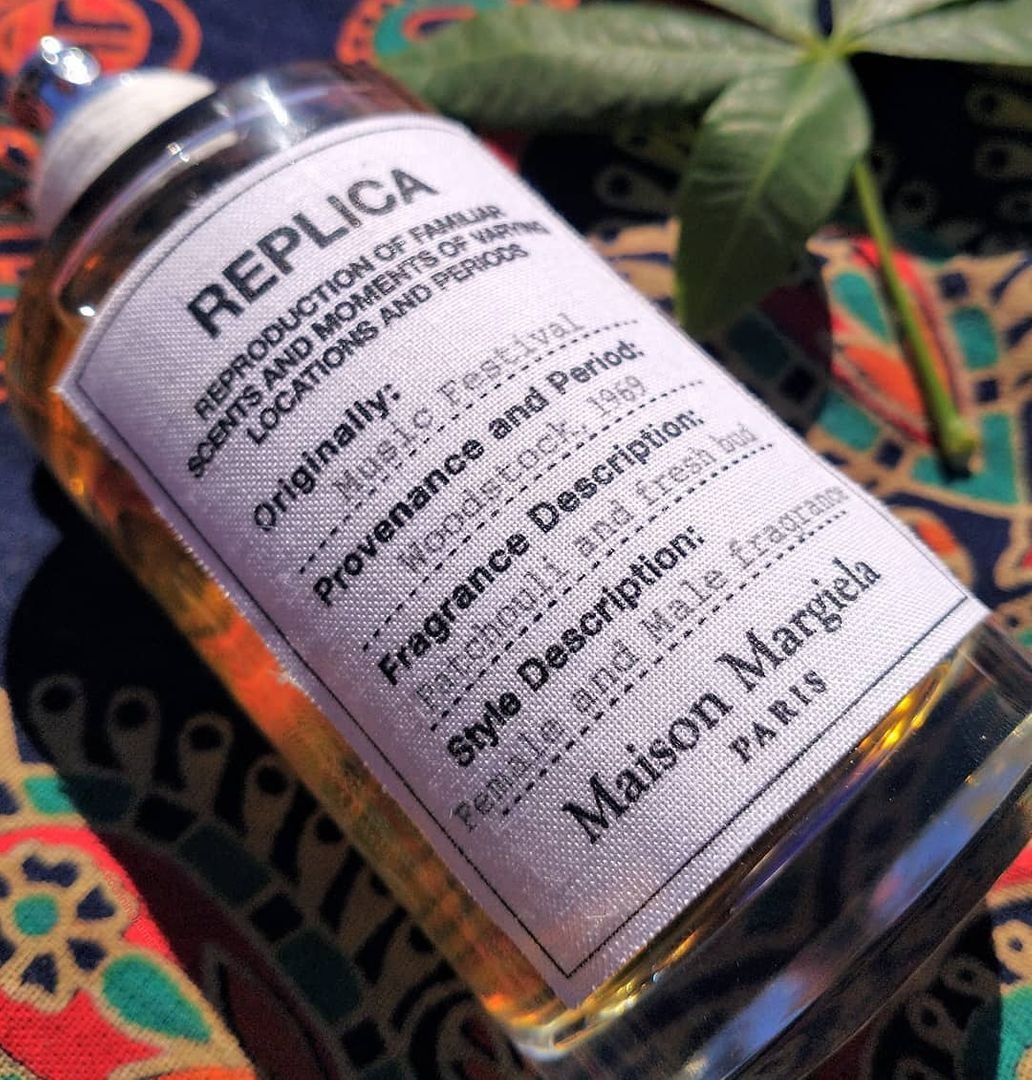 REPLICA
REPRODUCTION OF FAMILIAR
SCENTS AND MOMENTS OF VARYING
LOCATIONS AND PERIODS
Originally:
Music Festival
Provenance and Period:
Woodstock, 1969
Fragrance Description:
Patchouli and fresh bud
Style Description:
Female and Male fragrance
Maison Margiela
PARIS